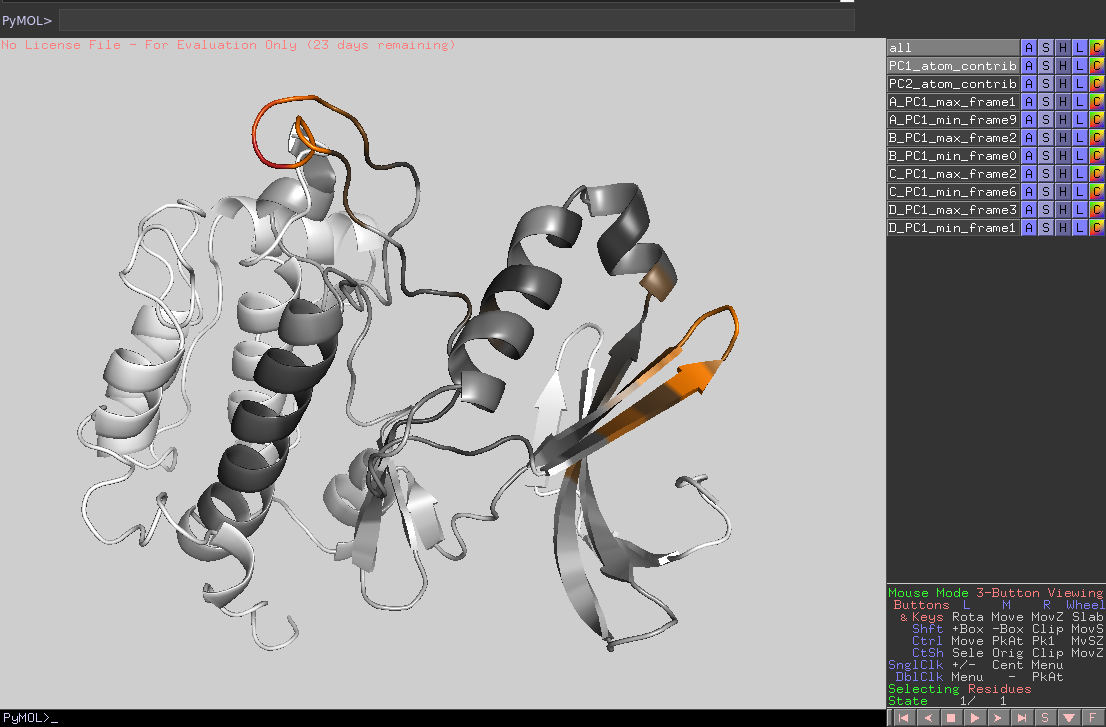 PyMOL>
No License File - For Evaluation Only (23 days remaining)
all A S H L C
PC1_atom_contrib A S H L C
PC2_atom_contrib A S H L C
A_PC1_max_frame1 A S H L C
A_PC1_min_frame9 A S H L C
B_PC1_max_frame2 A S H L C
B_PC1_min_frame0 A S H L C
C_PC1_max_frame2 A S H L C
C_PC1_min_frame6 A S H L C
D_PC1_max_frame3 A S H L C
D_PC1_min_frame1 A S H L C
Mouse Mode 3-Button Viewing
Buttons L M R Wheel
& Keys Rota Move MovZ Slab
Shft +Box -Box Clip MovS
Ctrl Move PkAt Pk1 MvSZ
CtSh Sele Orig Clip MovZ
SnglClk +/- Cent Menu
DblClk Menu - PkAt
Selecting Residues
State 1/ 1
PyMOL>_
S F